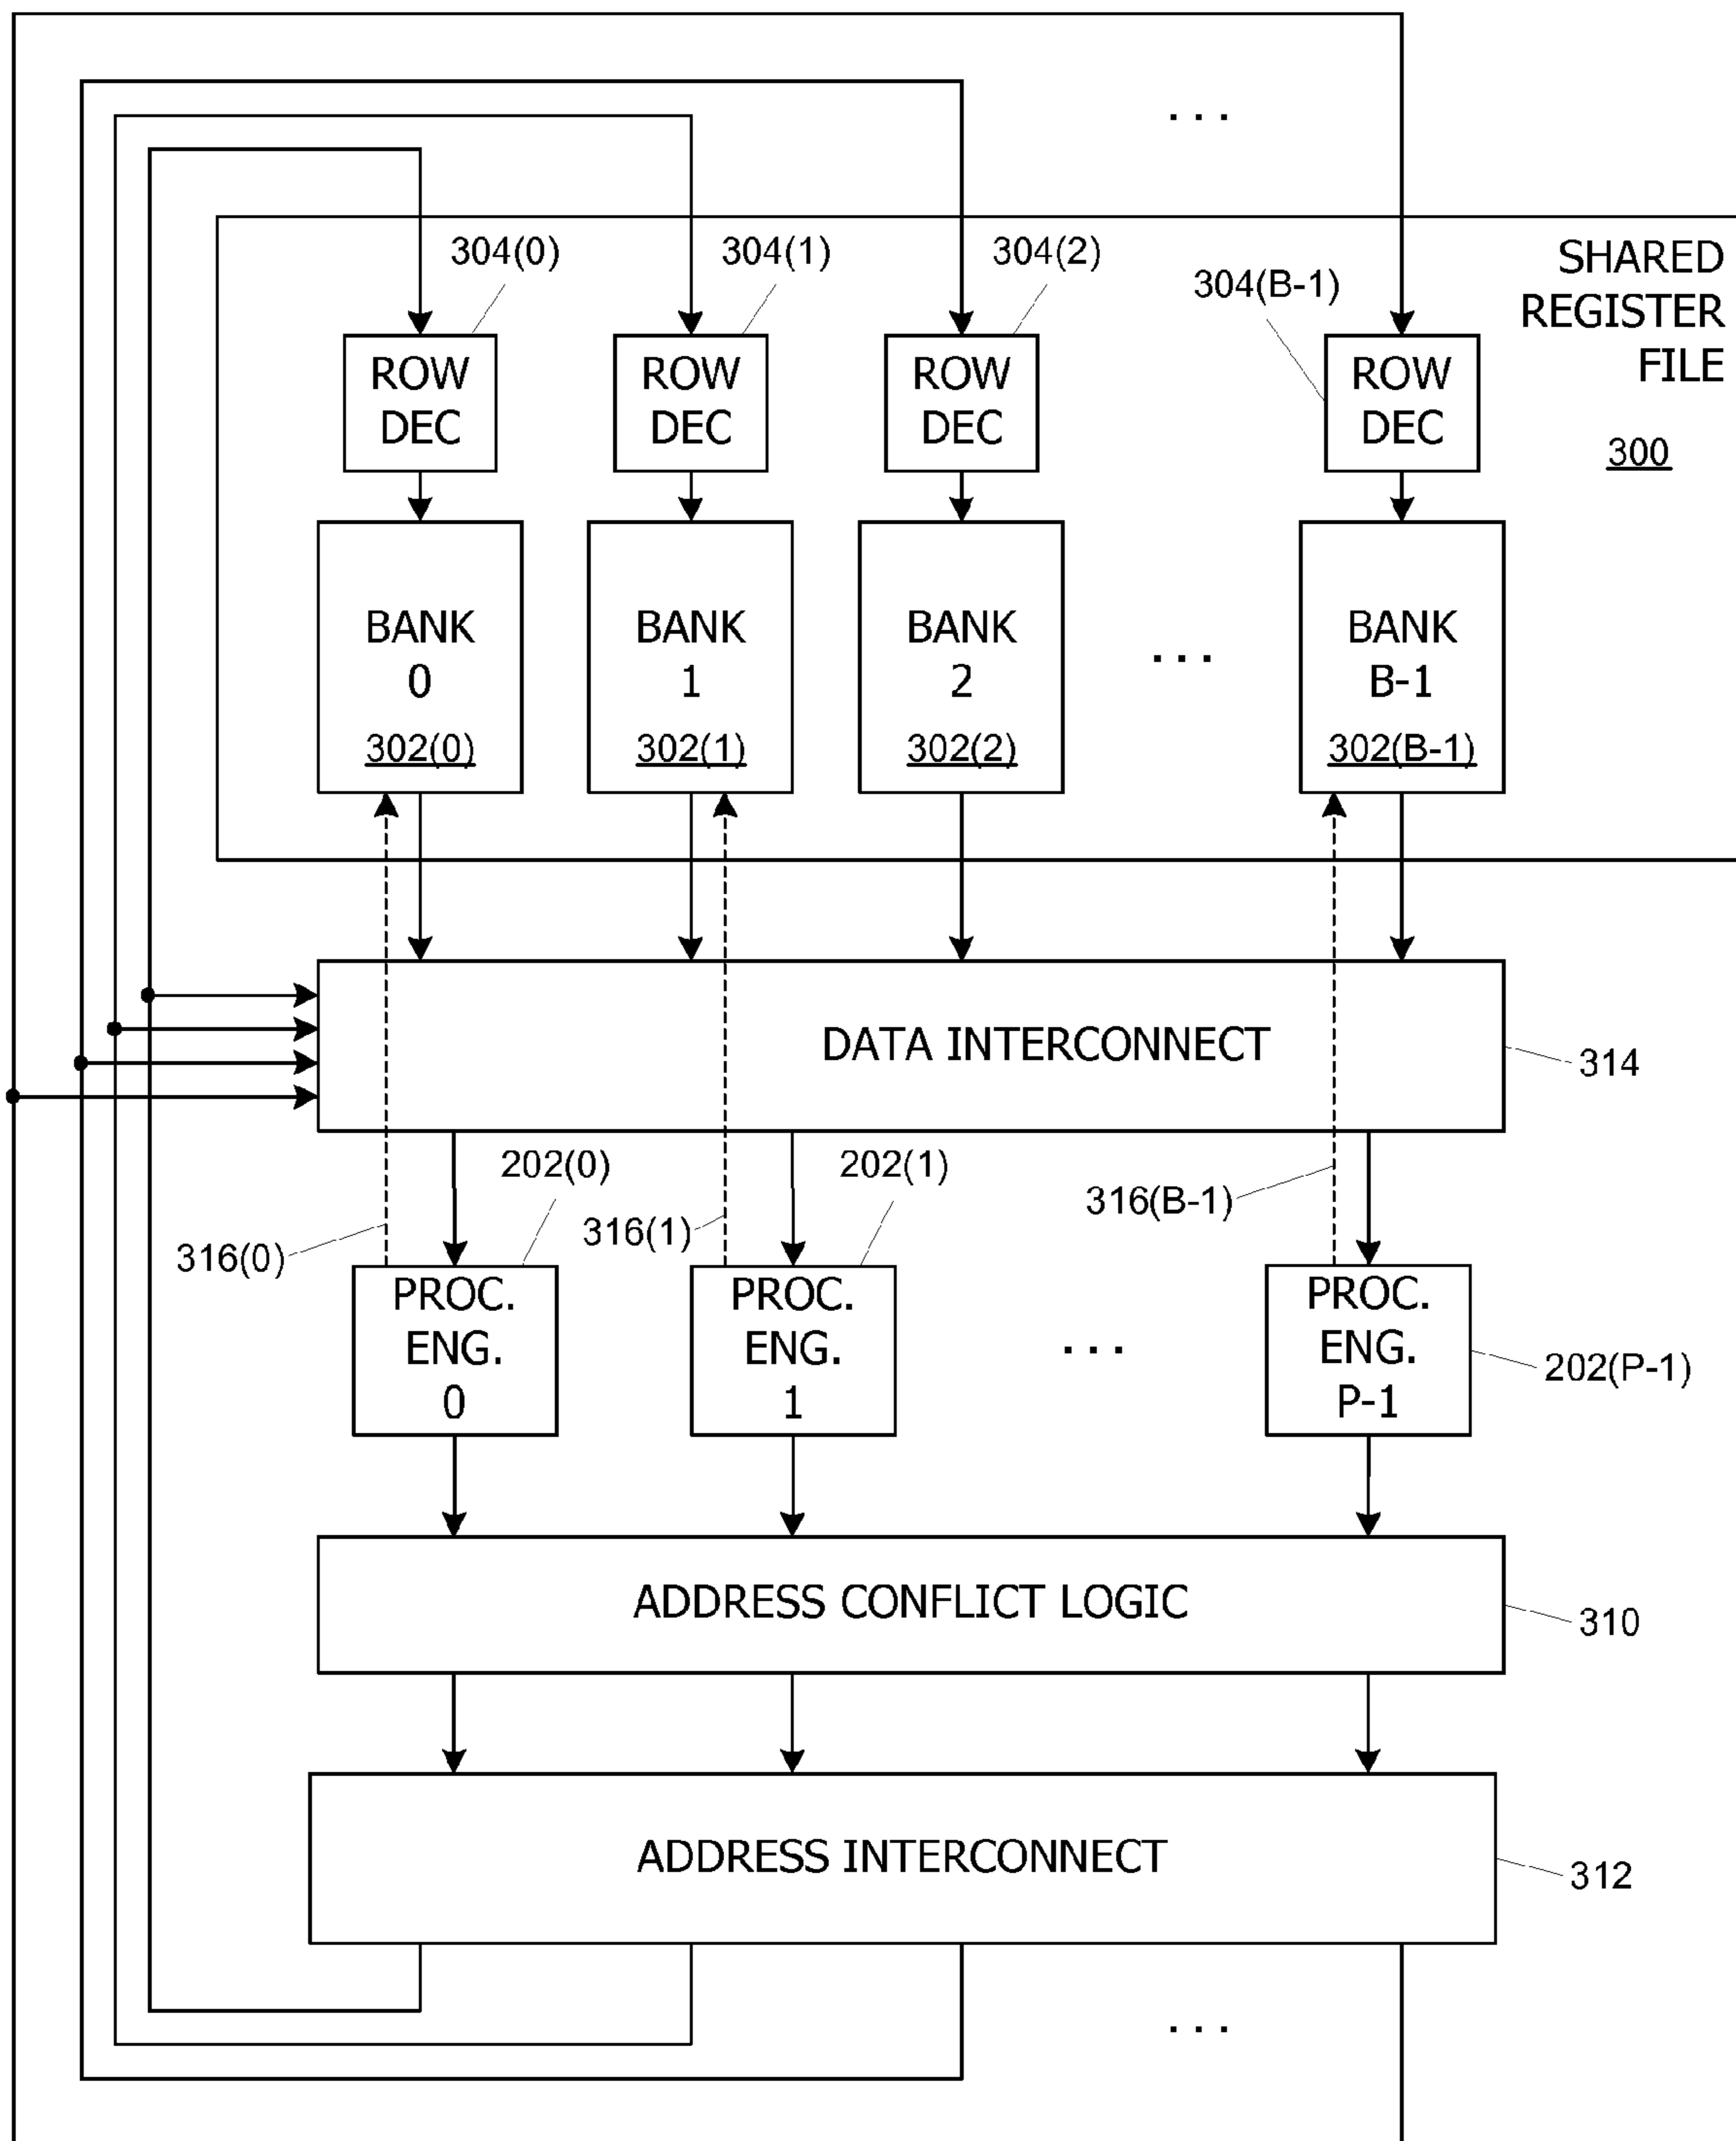 . . .
304(0)
304(1)
304(2)
304(B-1)
SHARED
REGISTER
FILE
300
ROW
DEC
ROW
DEC
ROW
DEC
ROW
DEC
BANK
0
302(0)
BANK
1
302(1)
BANK
2
302(2)
. . .
BANK
B-1
302(B-1)
DATA INTERCONNECT
314
202(0)
202(1)
316(0)
316(1)
316(B-1)
PROC.
ENG.
0
PROC.
ENG.
1
. . .
PROC.
ENG.
P-1
202(P-1)
ADDRESS CONFLICT LOGIC
310
ADDRESS INTERCONNECT
312
. . .